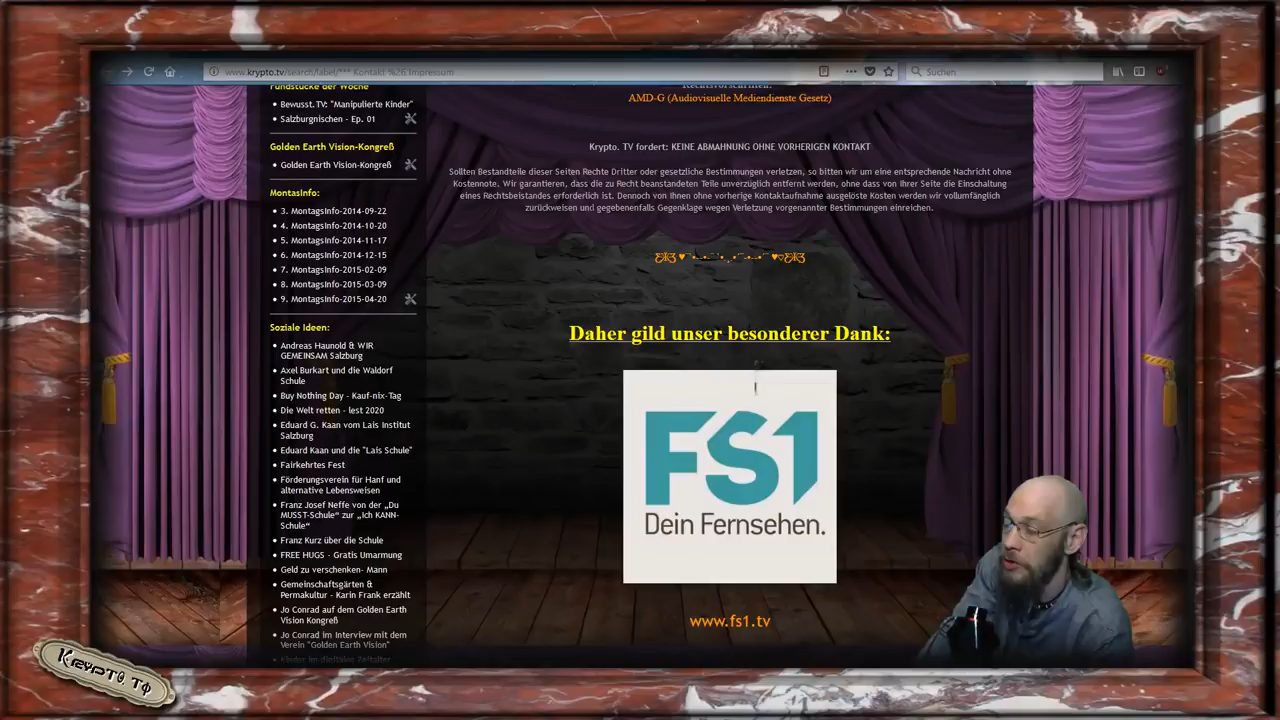 www.krypto.tv/search/label/*** Kontakt %26 Impressum
Suchen
Fundstücke der Woche
Bewusst.TV: "Manipulierte Kinder"
Salzburgnischen - Ep. 01
Golden Earth Vision-Kongreß
Golden Earth Vision-Kongreß
MontasInfo:
3. MontagsInfo-2014-09-22
4. MontagsInfo-2014-10-20
5. MontagsInfo-2014-11-17
6. MontagsInfo-2014-12-15
7. MontagsInfo-2015-02-09
8. MontagsInfo-2015-03-09
9. MontagsInfo-2015-04-20
Soziale Ideen:
Andreas Haunold & WIR
GEMEINSAM Salzburg
Axel Burkart und die Waldorf
Schule
Buy Nothing Day - Kauf-nix-Tag
Die Welt retten - lest 2020
Eduard G. Kaan vom Lais Institut
Salzburg
Eduard Kaan und die "Lais Schule"
Fairkehrtes Fest
Förderungsverein für Hanf und
alternative Lebensweisen
Franz Josef Neffe von der „Du
MUSST-Schule“ zur „Ich KANN-
Schule“
Franz Kurz über die Schule
FREE HUGS - Gratis Umarmung
Geld zu verschenken- Mann
Gemeinschaftsgärten &
Permakultur - Karin Frank erzählt
Jo Conrad auf dem Golden Earth
Vision Kongreß
Jo Conrad im Interview mit dem
Verein "Golden Earth Vision"
Kinder im digitalen Zeitalter
AMD-G (Audiovisuelle Mediendienste Gesetz)
Krypto. TV fordert: KEINE ABMAHNUNG OHNE VORHERIGEN KONTAKT
Sollten Bestandteile dieser Seiten Rechte Dritter oder gesetzliche Bestimmungen verletzen, so bitten wir um eine entsprechende Nachricht ohne
Kostennote. Wir garantieren, dass die zu Recht beanstandeten Teile unverzüglich entfernt werden, ohne dass von Ihrer Seite die Einschaltung
eines Rechtsbeistandes erforderlich ist. Dennoch von Ihnen ohne vorherige Kontaktaufnahme ausgelöste Kosten werden wir vollumfänglich
zurückweisen und gegebenenfalls Gegenklage wegen Verletzung vorgenannter Bestimmungen einreichen.
Daher gild unser besonderer Dank:
FS1
Dein Fernsehen.
www.fs1.tv
Krypto. TV